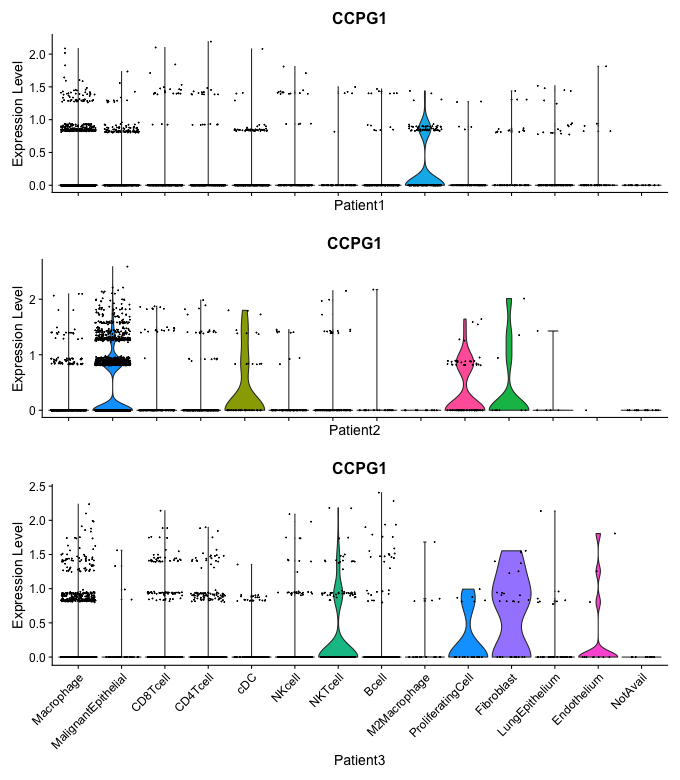 CCPG1
Expression Level
2.0
1.5
1.0
0.5
0.0
Patient1
CCPG1
Expression Level
2
1
0
Patient2
CCPG1
Expression Level
2.5
2.0
1.5
1.0
0.5
0.0
Macrophage
MalignantEpithelial
CD8Tcell
CD4Tcell
cDC
NKcell
NKTcell
Bcell
M2Macrophage
ProliferatingCell
Fibroblast
LungEpithelium
Endothelium
NotAvail
Patient3